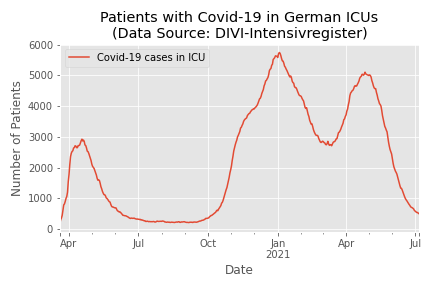 Patients with Covid-19 in German ICUs
(Data Source: DIVI-Intensivregister)
Covid-19 cases in ICU
Number of Patients
6000
5000
4000
3000
2000
1000
0
Apr
Jul
Oct
Jan
2021
Apr
Jul
Date